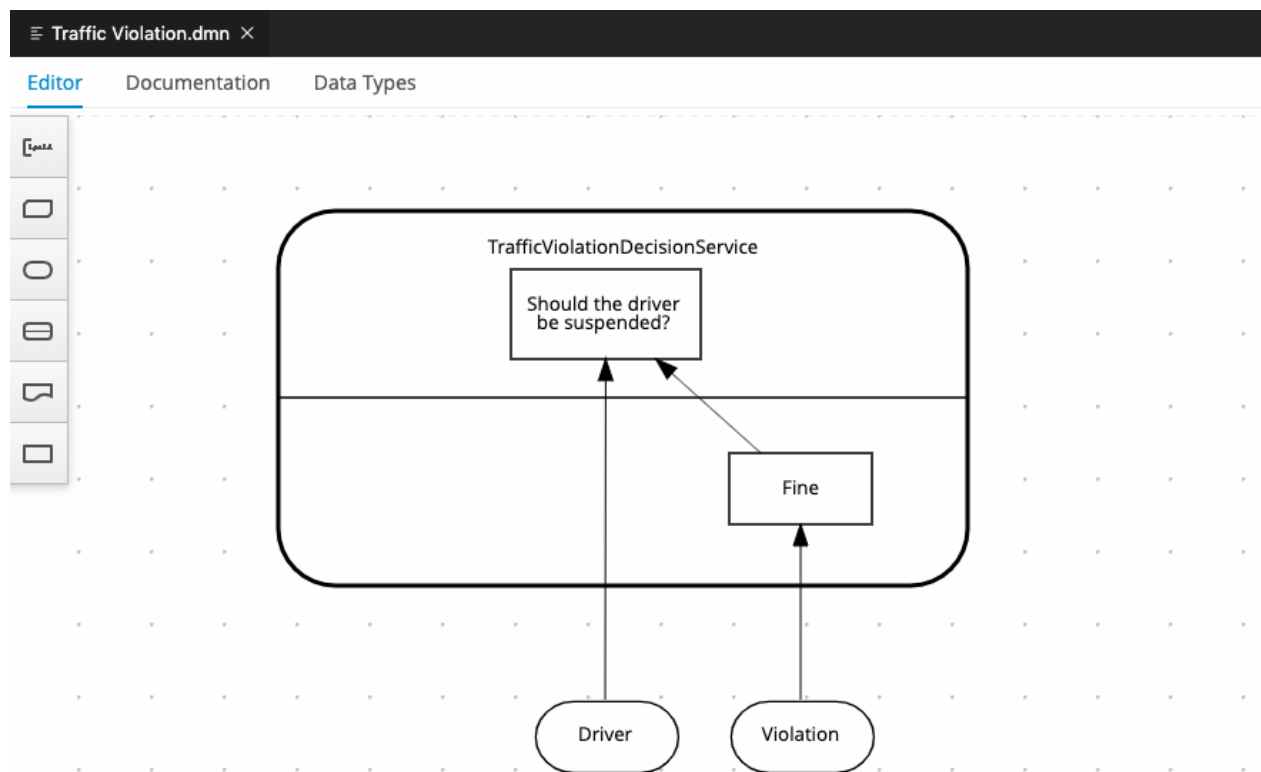 Traffic Violation.dmn ×
Editor Documentation Data Types
TrafficViolationDecisionService
Should the driver
be suspended?
Fine
Driver Violation